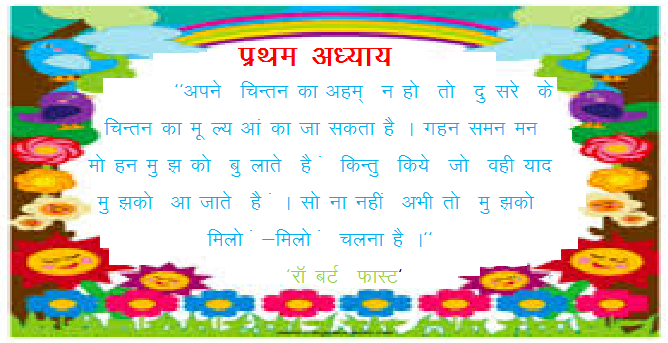 प्रथम अध्याय
‘‘अपने चिन्तन का अहम् न हो तो दुसरे के
चिन्तन का मूल्य आंका जा सकता है । गहन समन मन
मोहन मुझको बुलाते हैं किन्तु किये जो वही याद
मुझको आ जाते हैं । सोना नहीं अभी तो मुझको
मिलों –मिलों चलना है ।‘‘
‘रॉबर्ट फास्ट’